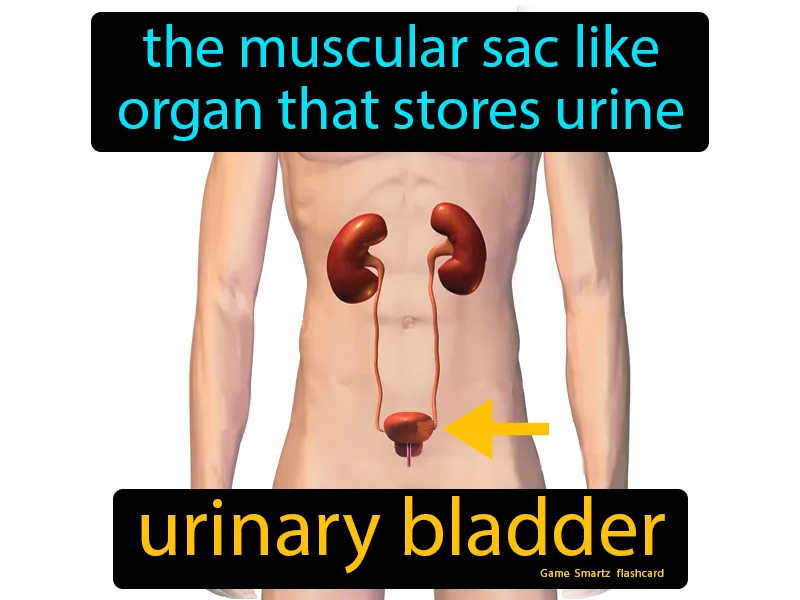 the muscular sac like
organ that stores urine
urinary bladder
Game Smartz flashcard